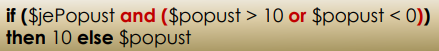 if ($jePopust and ($popust > 10 or $popust < 0))
then 10 else $popust